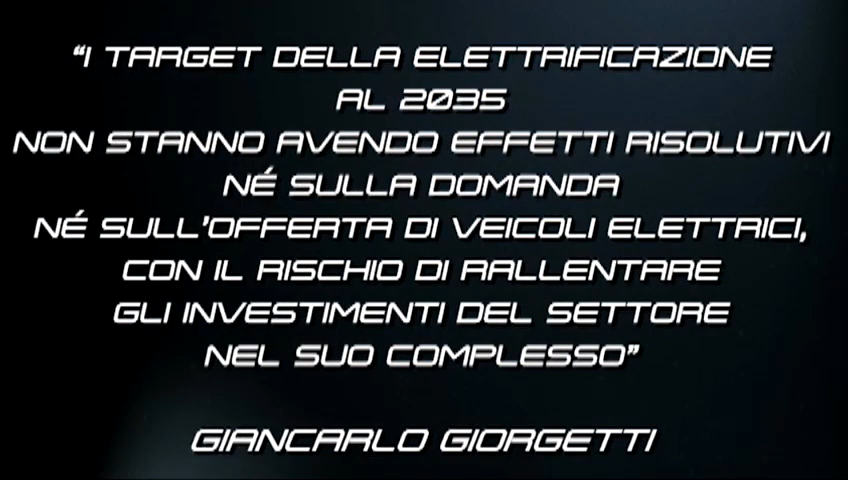 “I TARGET DELLA ELETTRIFICAZIONE
AL 2035
NON STANNO AVENDO EFFETTI RISOLUTIVI
NÉ SULLA DOMANDA
NÉ SULL’OFFERTA DI VEICOLI ELETTRICI,
CON IL RISCHIO DI RALLENTARE
GLI INVESTIMENTI DEL SETTORE
NEL SUO COMPLESSO”
GIANCARLO GIORGETTI